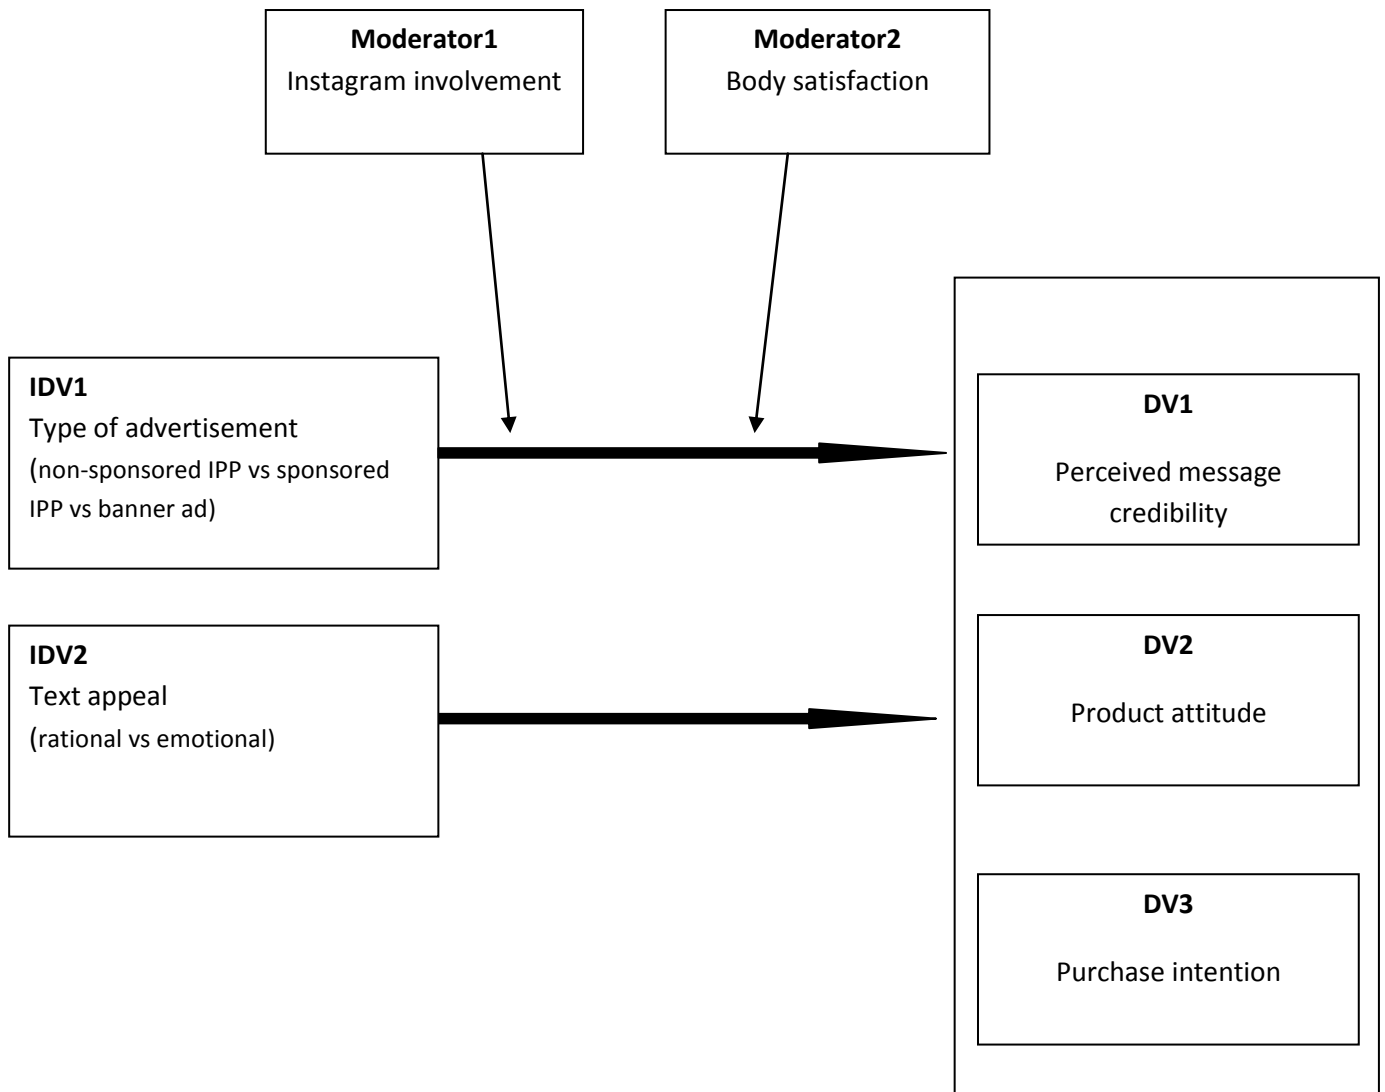 Moderator1
Instagram involvement
Moderator2
Body satisfaction
IDV1
Type of advertisement
(non-sponsored IPP vs sponsored
IPP vs banner ad)
DV1
Perceived message
credibility
IDV2
Text appeal
(rational vs emotional)
DV2
Product attitude
DV3
Purchase intention